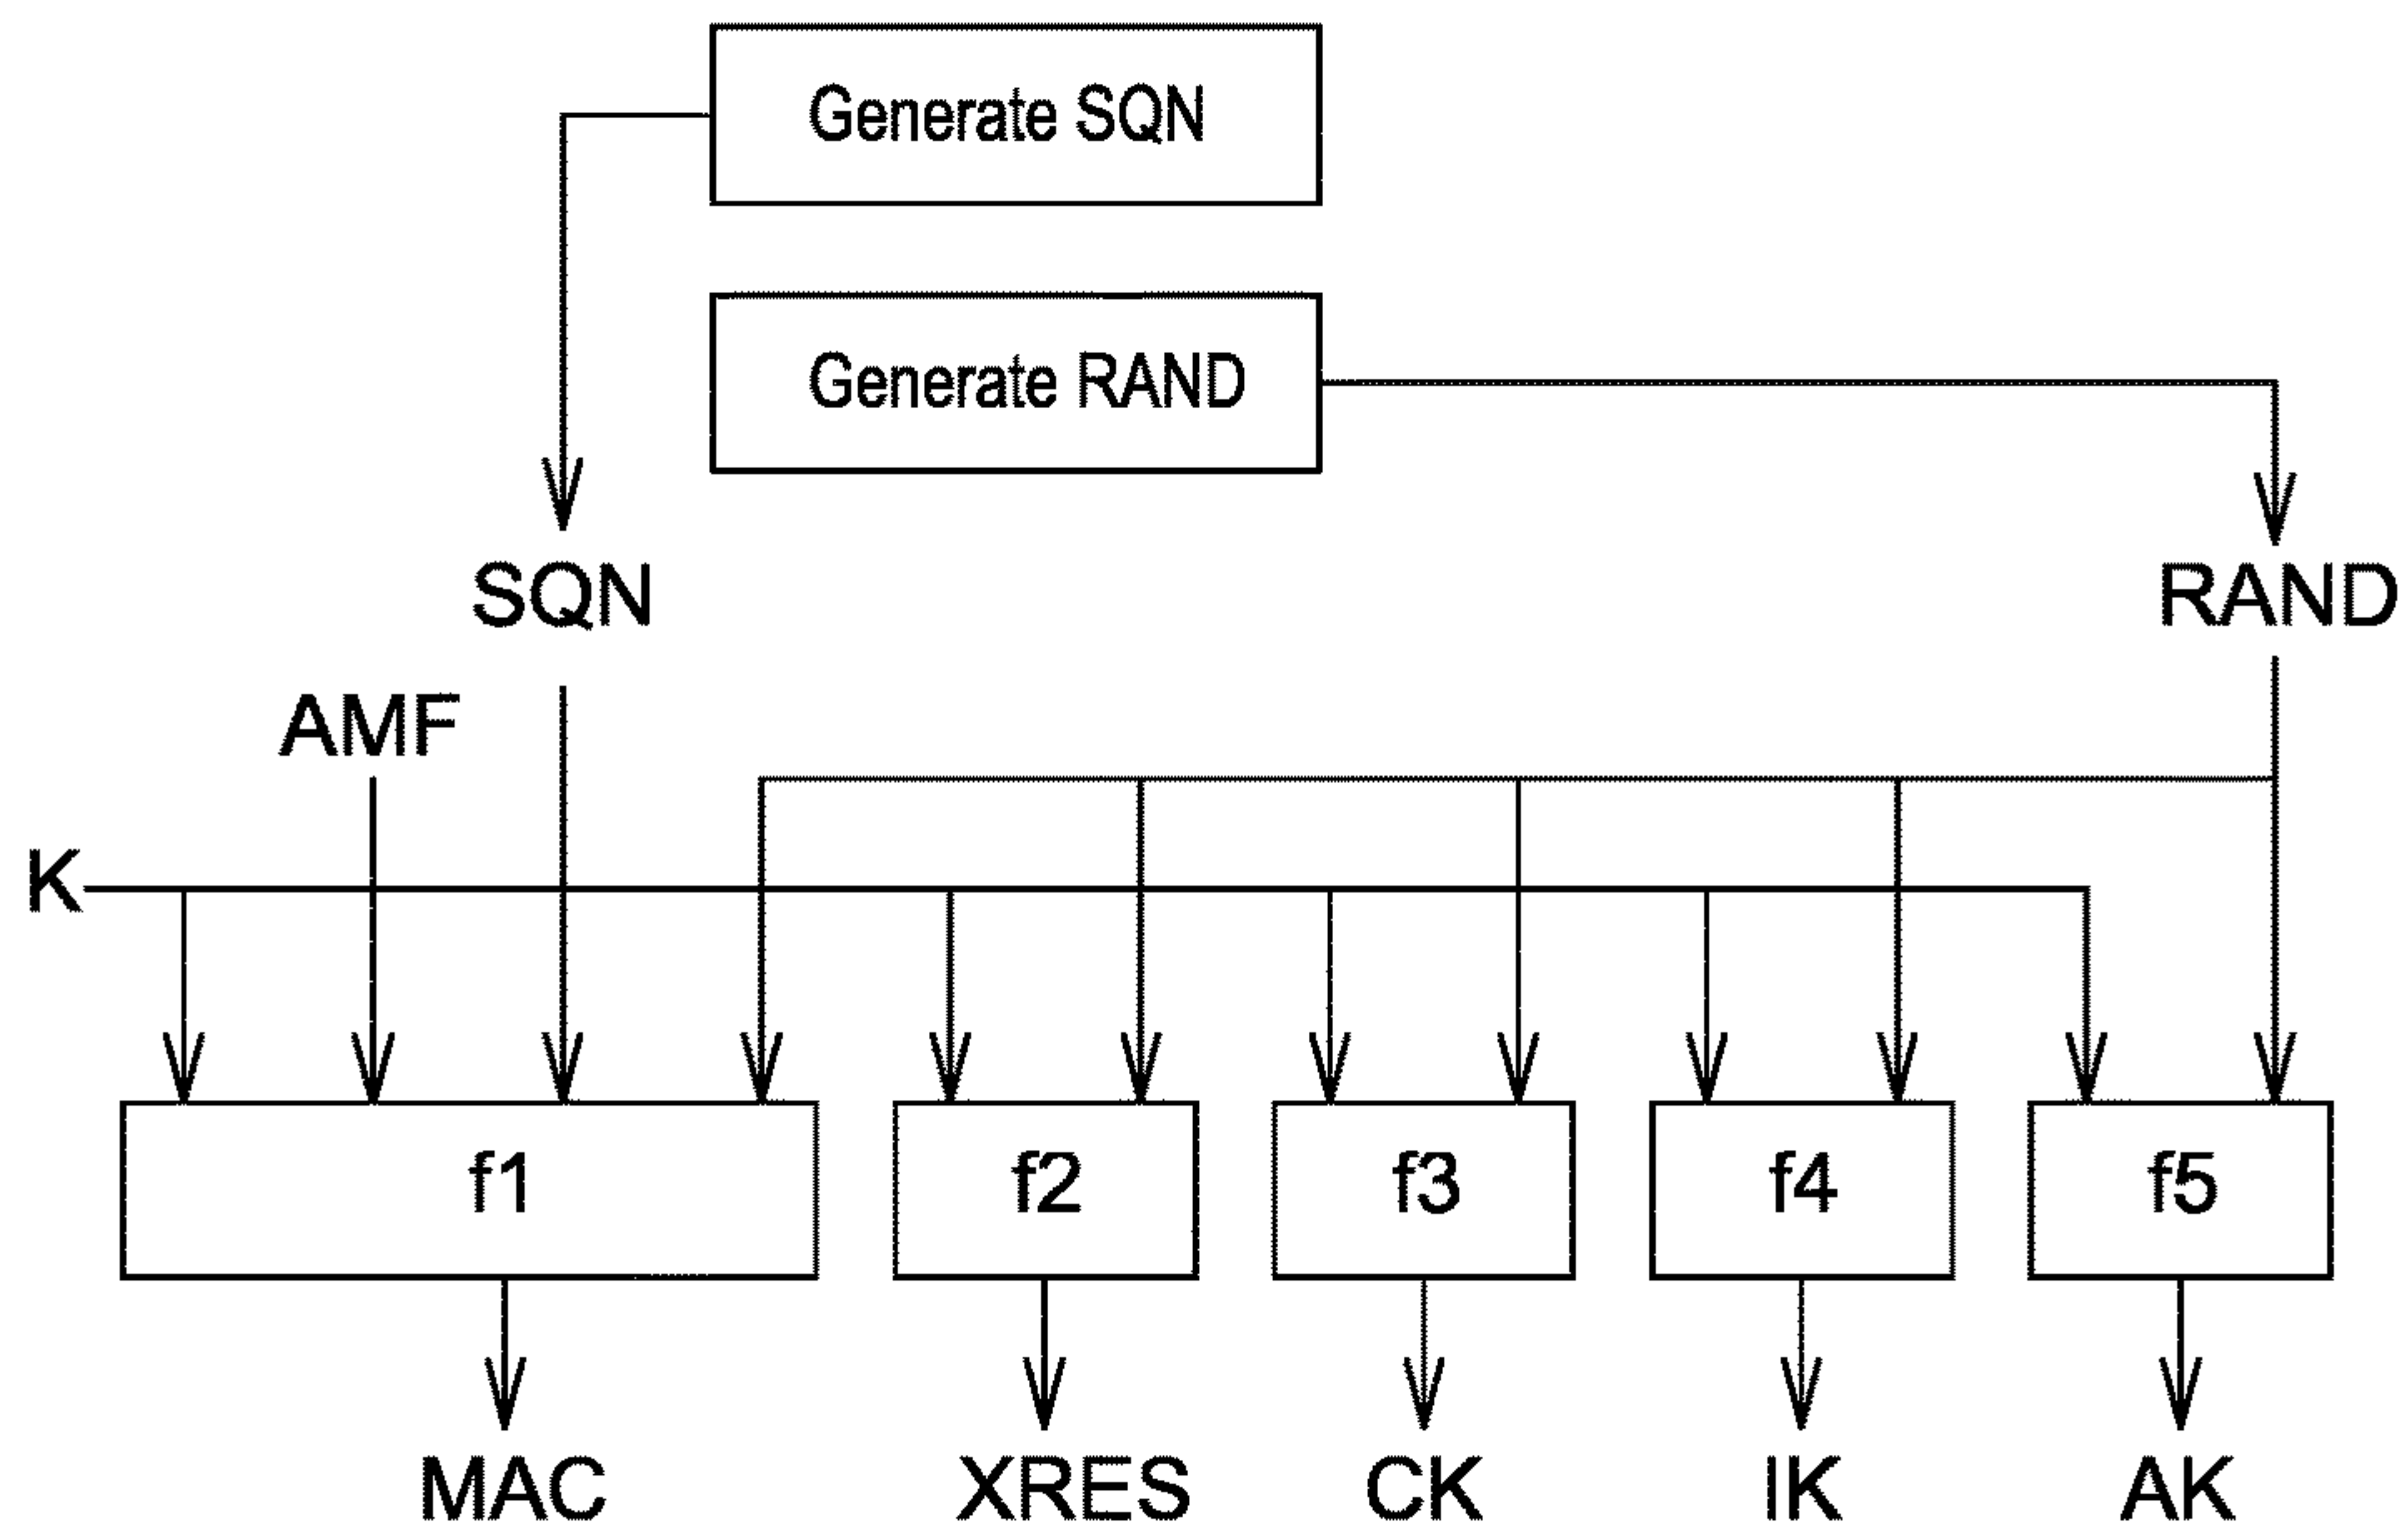 Generate SQN
Generate RAND
SQN
RAND
AMF
K
f1
f2
f3
f4
f5
MAC
XRES
CK
IK
AK